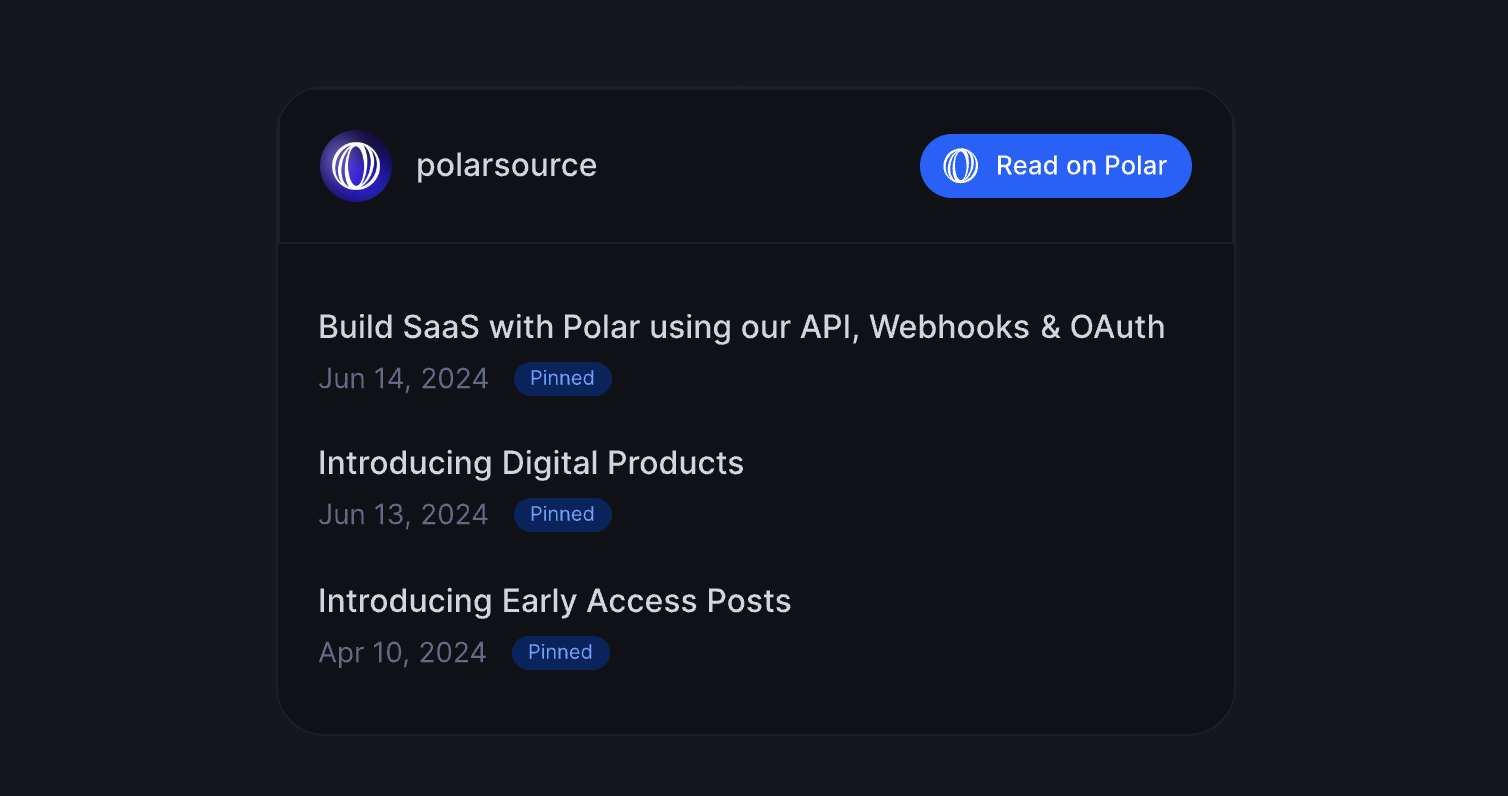 polarsource
Read on Polar
Build SaaS with Polar using our API, Webhooks & OAuth
Jun 14, 2024 Pinned
Introducing Digital Products
Jun 13, 2024 Pinned
Introducing Early Access Posts
Apr 10, 2024 Pinned